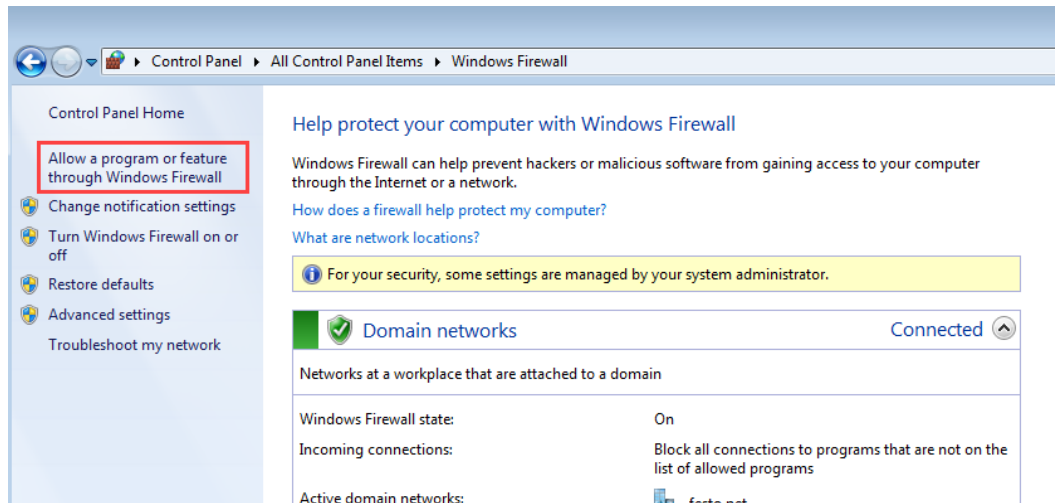 Control Panel ▸ All Control Panel Items ▸ Windows Firewall
Control Panel Home
Allow a program or feature
through Windows Firewall
Change notification settings
Turn Windows Firewall on or
off
Restore defaults
Advanced settings
Troubleshoot my network
Help protect your computer with Windows Firewall
Windows Firewall can help prevent hackers or malicious software from gaining access to your computer
through the Internet or a network.
How does a firewall help protect my computer?
What are network locations?
For your security, some settings are managed by your system administrator.
Domain networks Connected
Networks at a workplace that are attached to a domain
Windows Firewall state: On
Incoming connections: Block all connections to programs that are not on the
list of allowed programs
Active domain networks: